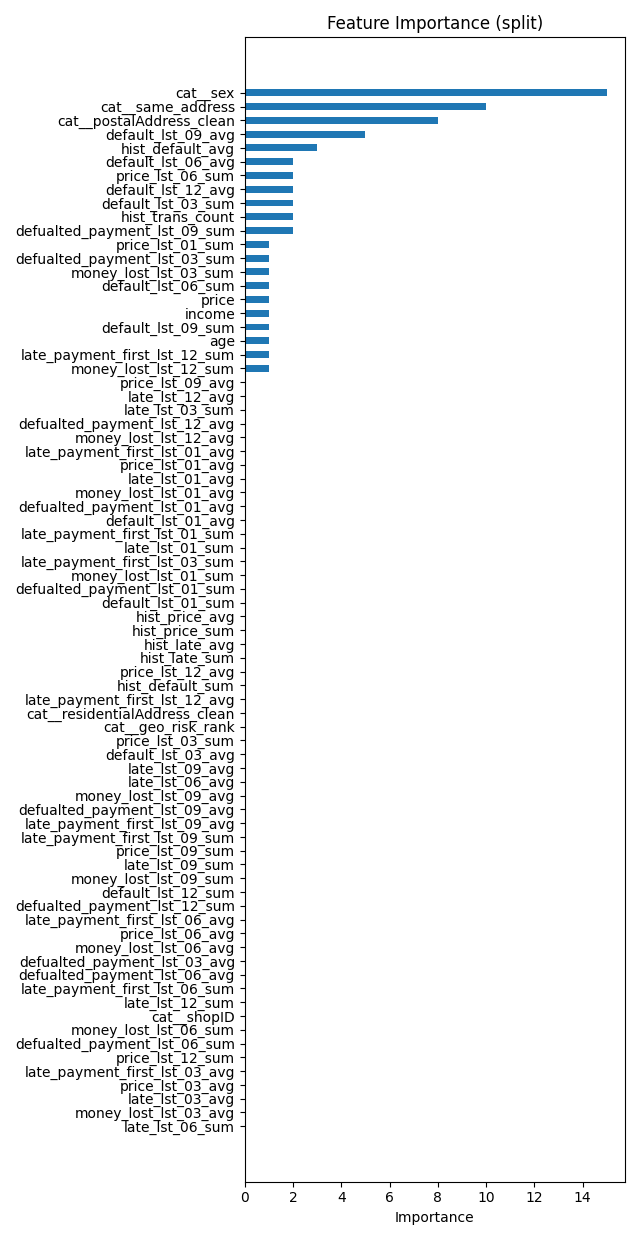 Feature Importance (split)
cat__sex
cat__same_address
cat__postalAddress_clean
default_lst_09_avg
hist_default_avg
default_lst_06_avg
price_lst_06_sum
default_lst_12_avg
default_lst_03_sum
hist_trans_count
defualted_payment_lst_09_sum
price_lst_01_sum
defualted_payment_lst_03_sum
money_lost_lst_03_sum
default_lst_06_sum
price
income
default_lst_09_sum
age
late_payment_first_lst_12_sum
money_lost_lst_12_sum
price_lst_09_avg
late_lst_12_avg
late_lst_03_sum
defualted_payment_lst_12_avg
money_lost_lst_12_avg
late_payment_first_lst_01_avg
price_lst_01_avg
late_lst_01_avg
money_lost_lst_01_avg
defualted_payment_lst_01_avg
default_lst_01_avg
late_payment_first_lst_01_sum
late_lst_01_sum
late_payment_first_lst_03_sum
money_lost_lst_01_sum
defualted_payment_lst_01_sum
default_lst_01_sum
hist_price_avg
hist_price_sum
hist_late_avg
hist_late_sum
price_lst_12_avg
hist_default_sum
late_payment_first_lst_12_avg
cat__residentialAddress_clean
cat__geo_risk_rank
price_lst_03_sum
default_lst_03_avg
late_lst_09_avg
late_lst_06_avg
money_lost_lst_09_avg
defualted_payment_lst_09_avg
late_payment_first_lst_09_avg
late_payment_first_lst_09_sum
price_lst_09_sum
late_lst_09_sum
money_lost_lst_09_sum
default_lst_12_sum
defualted_payment_lst_12_sum
late_payment_first_lst_06_avg
price_lst_06_avg
money_lost_lst_06_avg
defualted_payment_lst_03_avg
defualted_payment_lst_06_avg
late_payment_first_lst_06_sum
late_lst_12_sum
cat__shopID
money_lost_lst_06_sum
defualted_payment_lst_06_sum
price_lst_12_sum
late_payment_first_lst_03_avg
price_lst_03_avg
late_lst_03_avg
money_lost_lst_03_avg
late_lst_06_sum
0 2 4 6 8 10 12 14
Importance